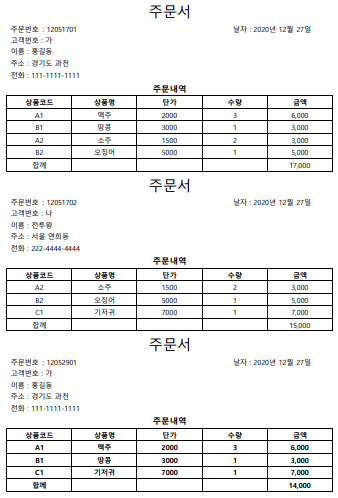 주문서
주문번호 : 12051701 날자 : 2020년 12월 27일
고객번호 : 가
이름 : 홍길동
주소 : 경기도 과천
전화 : 111-1111-1111
주문내역
상품코드 상품명 단가 수량 금액
A1 맥주 2000 3 6,000
B1 땅콩 3000 1 3,000
A2 소주 1500 2 3,000
B2 오징어 5000 1 5,000
합께 17,000
주문서
주문번호 : 12051702 날자 : 2020년 12월 27일
고객번호 : 나
이름 : 전투왕
주소 : 서울 연희동
전화 : 222-4444-4444
주문내역
상품코드 상품명 단가 수량 금액
A2 소주 1500 2 3,000
B2 오징어 5000 1 5,000
C1 기저귀 7000 1 7,000
합께 15,000
주문서
주문번호 : 12052901 날자 : 2020년 12월 27일
고객번호 : 가
이름 : 홍길동
주소 : 경기도 과천
전화 : 111-1111-1111
주문내역
상품코드 상품명 단가 수량 금액
A1 맥주 2000 3 6,000
B1 땅콩 3000 1 3,000
C1 기저귀 7000 1 7,000
합께 14,000